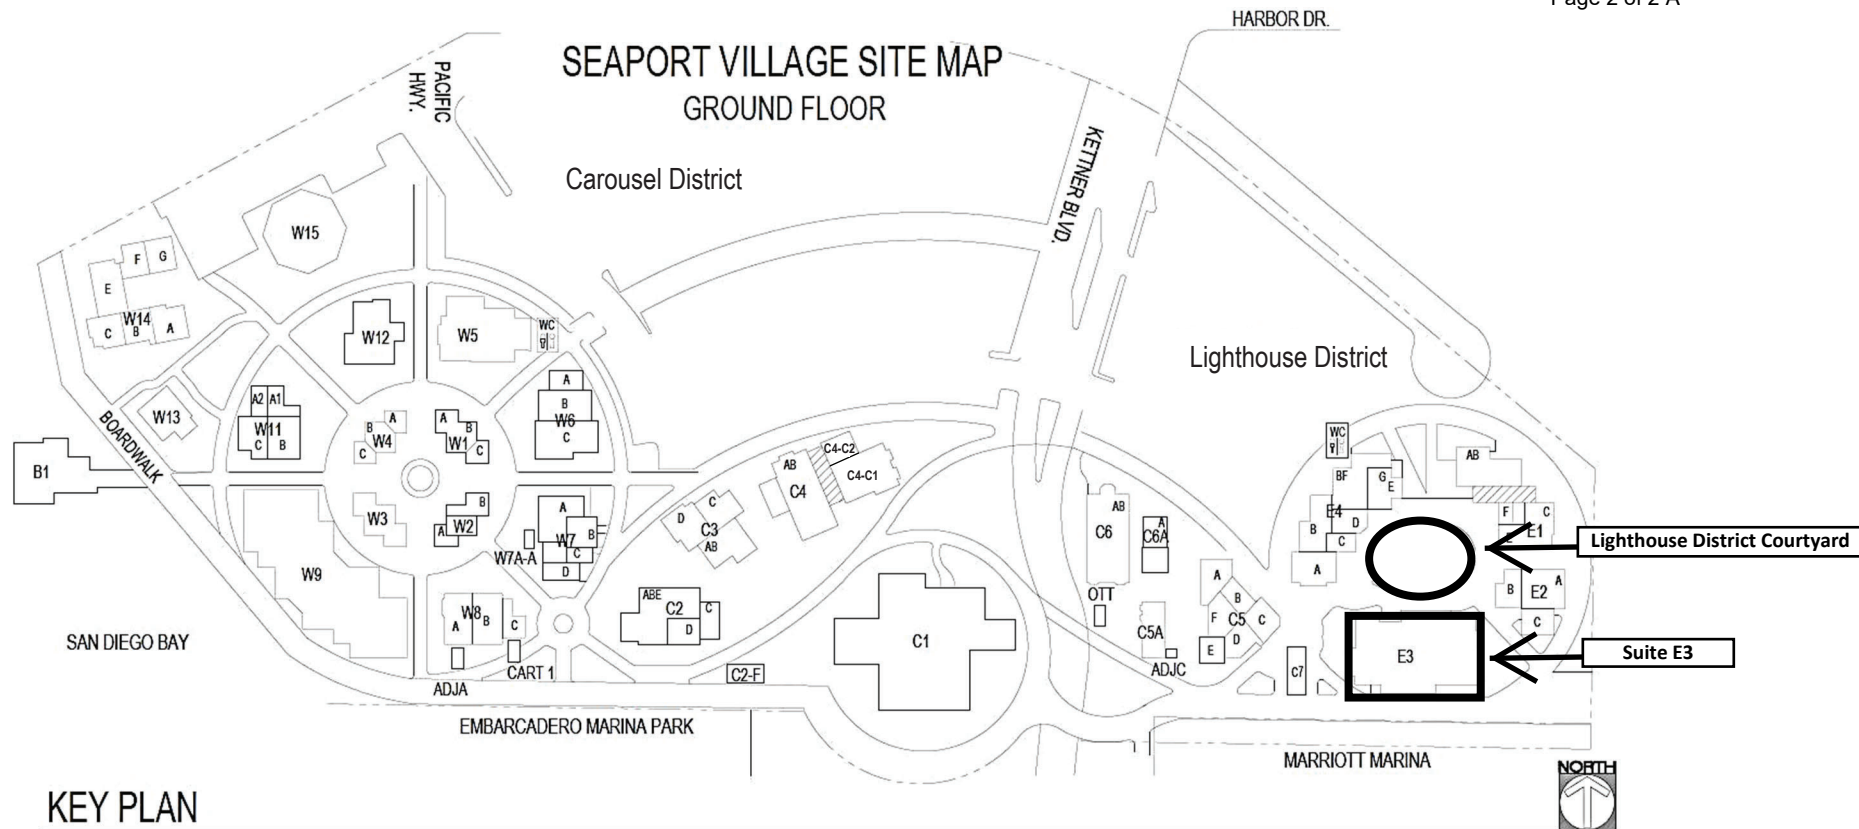 Page 2 of 2 A
HARBOR DR.
SEAPORT VILLAGE SITE MAP
GROUND FLOOR
PACIFIC
HWY.
KETTNER BLVD.
Carousel District
Lighthouse District
W15
F
G
E
W14
C
B
A
W12
W5
WC
W13
A2
A1
W11
C
B
A
B
W4
C
A
B
W1
C
A
B
W6
C
BOARDWALK
B1
W3
B
W2
A
A
W7
B
C
D
W7A-A
W9
W8
A
B
C
CART 1
ADJA
SAN DIEGO BAY
D
C
C3
AB
AB
C4
C4-C2
C4-C1
ABE
C2
C
D
C2-F
C1
AB
C6
A
C6A
OTT
C5A
ADJC
A
B
F
C5
C
D
E
C7
WC
BF
G
E
E4
D
B
C
A
AB
F
C
E
E1
B
A
E2
C
E3
Lighthouse District Courtyard
Suite E3
EMBARCADERO MARINA PARK
MARRIOTT MARINA
NORTH
KEY PLAN